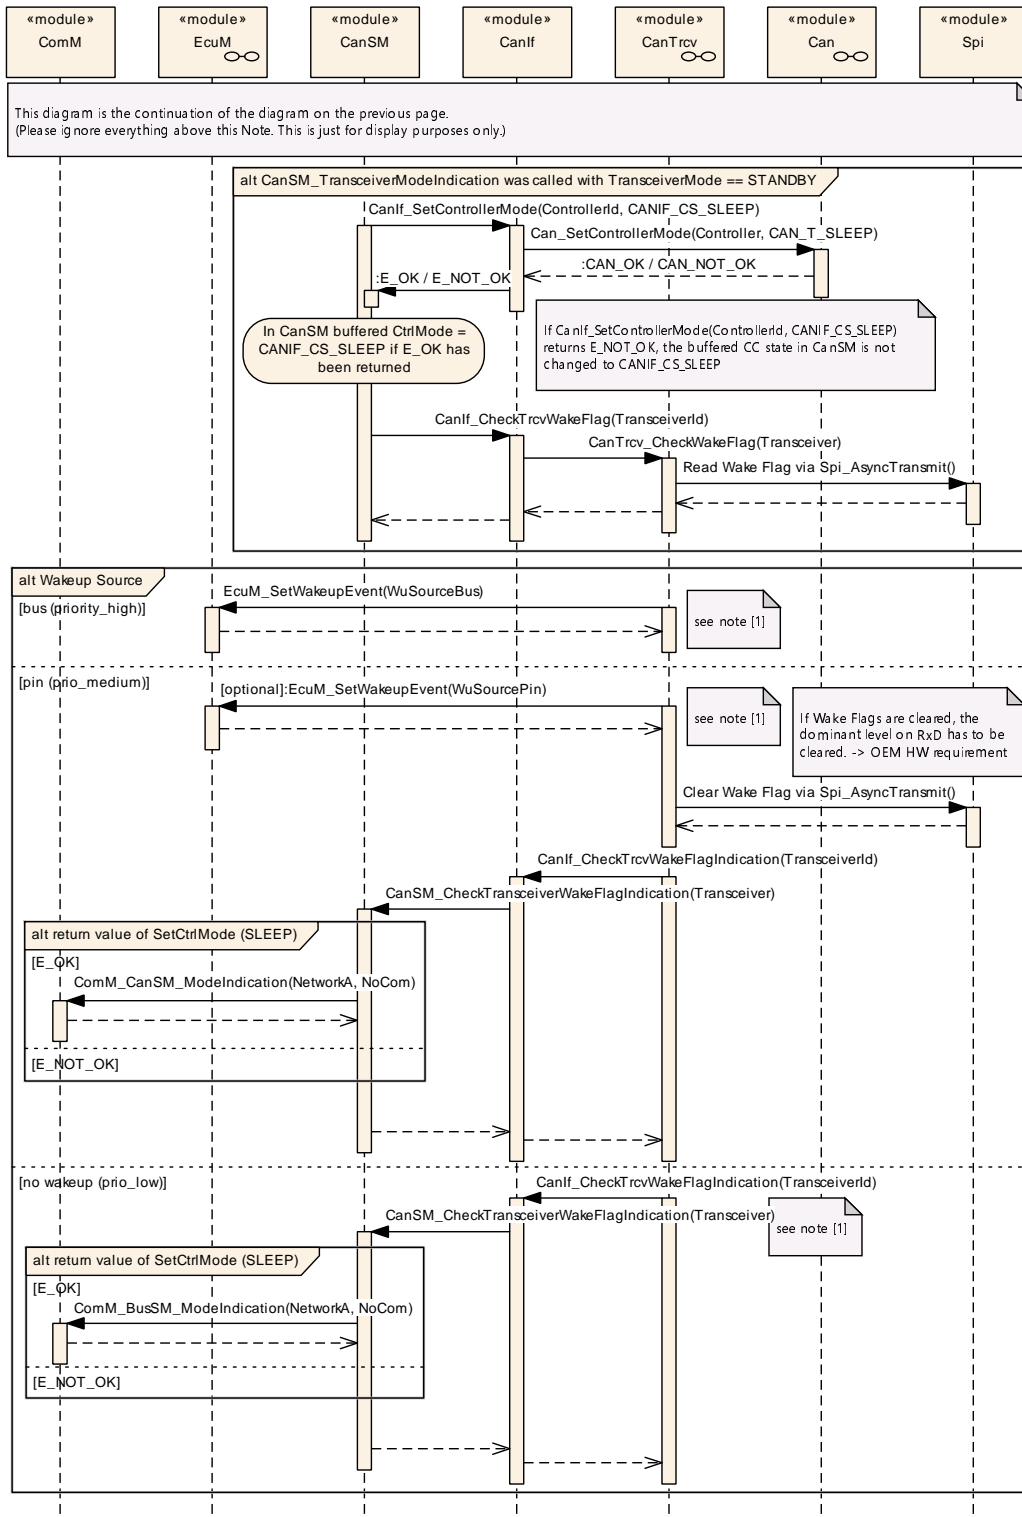 «module»
ComM
«module»
EcuM
«module»
CanSM
«module»
CanIf
«module»
CanTrcv
«module»
Can
«module»
Spi
This diagram is the continuation of the diagram on the previous page.
(Please ignore everything above this Note. This is just for display purposes only.)
alt CanSM_TransceiverModeIndication was called with TransceiverMode == STANDBY
CanIf_SetControllerMode(ControllerId, CANIF_CS_SLEEP)
Can_SetControllerMode(Controller, CAN_T_SLEEP)
:CAN_OK / CAN_NOT_OK
:E_OK / E_NOT_OK
In CanSM buffered CtrlMode =
CANIF_CS_SLEEP if E_OK has
been returned
If CanIf_SetControllerMode(ControllerId, CANIF_CS_SLEEP)
returns E_NOT_OK, the buffered CC state in CanSM is not
changed to CANIF_CS_SLEEP
CanIf_CheckTrcvWakeFlag(TransceiverId)
CanTrcv_CheckWakeFlag(Transceiver)
Read Wake Flag via Spi_AsyncTransmit()
alt Wakeup Source
[bus (priority_high)]
EcuM_SetWakeupEvent(WuSourceBus)
see note [1]
[pin (prio_medium)]
[optional]:EcuM_SetWakeupEvent(WuSourcePin)
see note [1]
If Wake Flags are cleared, the
dominant level on RxD has to be
cleared. -> OEM HW requirement
Clear Wake Flag via Spi_AsyncTransmit()
CanIf_CheckTrcvWakeFlagIndication(TransceiverId)
CanSM_CheckTransceiverWakeFlagIndication(Transceiver)
alt return value of SetCtrlMode (SLEEP)
[E_OK]
ComM_CanSM_ModeIndication(NetworkA, NoCom)
[E_NOT_OK]
[no wakeup (prio_low)]
CanIf_CheckTrcvWakeFlagIndication(TransceiverId)
CanSM_CheckTransceiverWakeFlagIndication(Transceiver)
see note [1]
alt return value of SetCtrlMode (SLEEP)
[E_OK]
ComM_BusSM_ModeIndication(NetworkA, NoCom)
[E_NOT_OK]